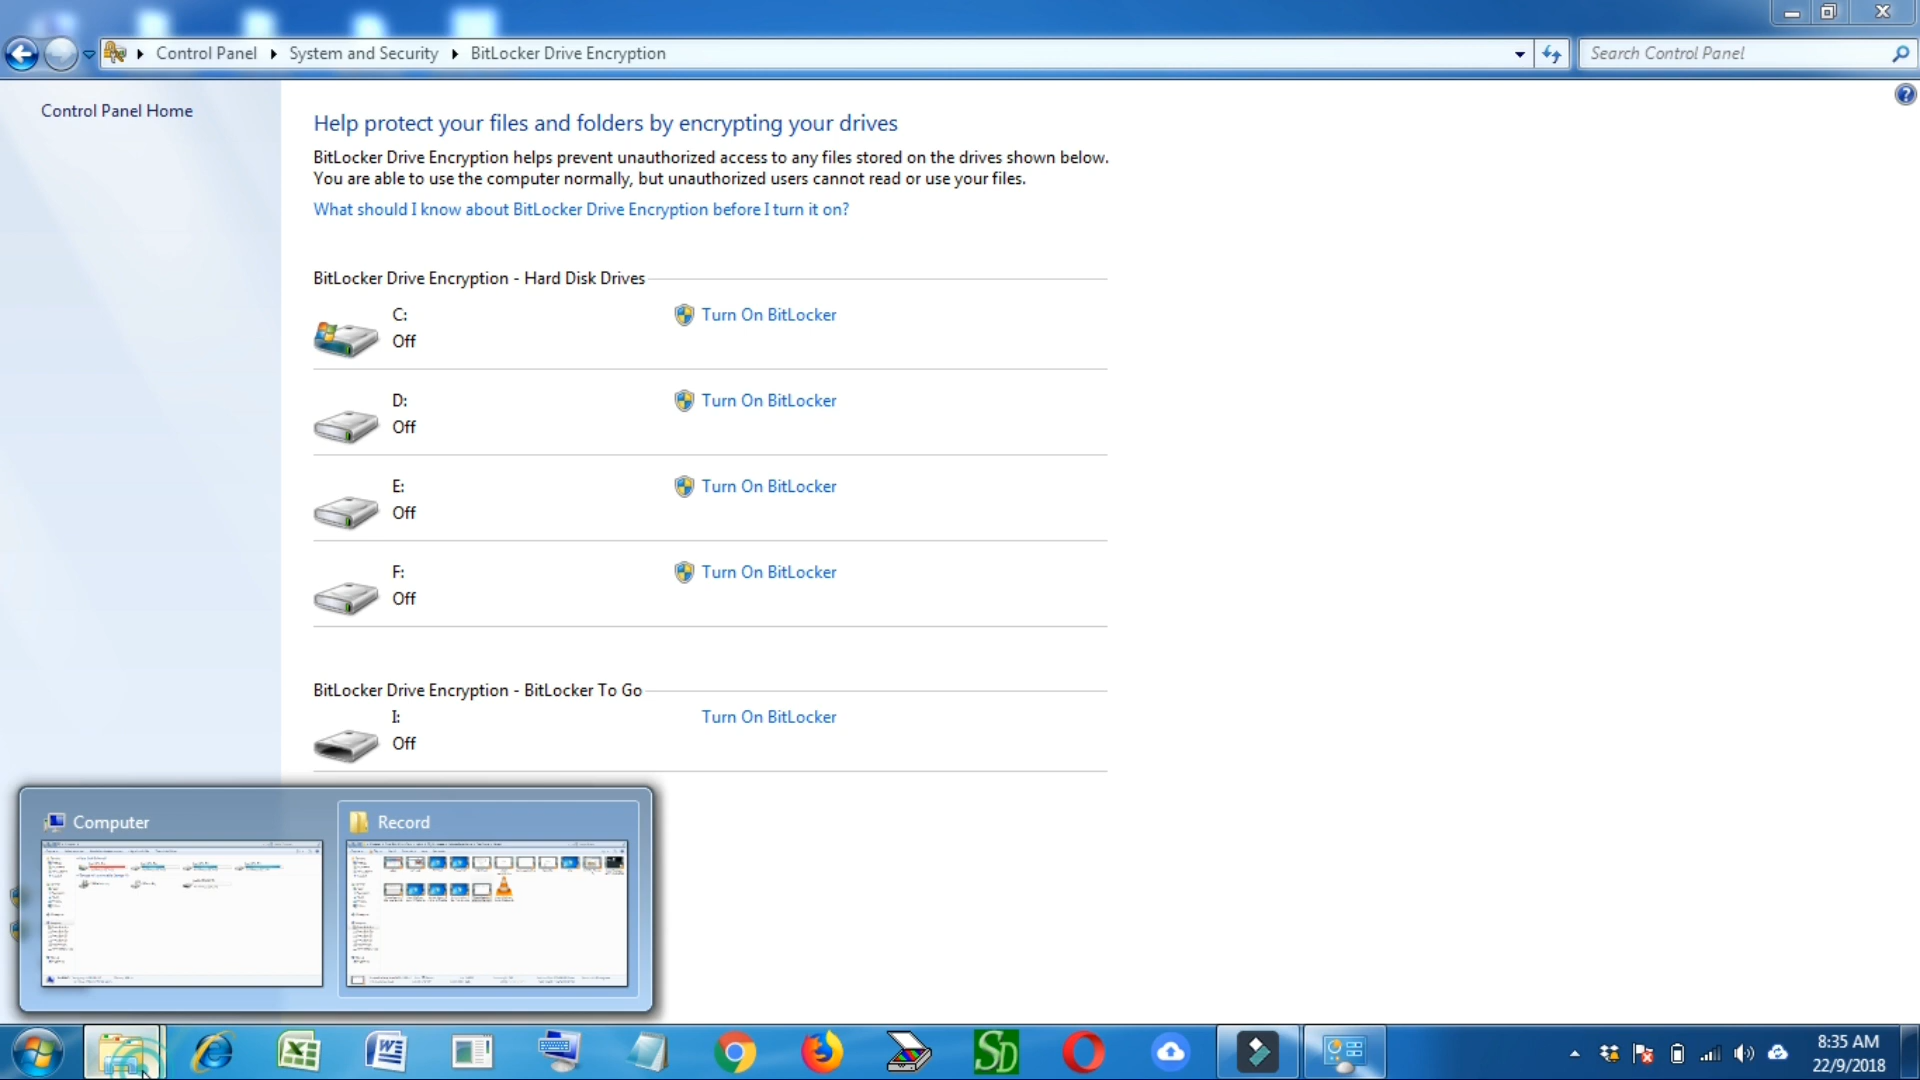 Control Panel
System and Security
BitLocker Drive Encryption
Search Control Panel
Control Panel Home
Help protect your files and folders by encrypting your drives
BitLocker Drive Encryption helps prevent unauthorized access to any files stored on the drives shown below.
You are able to use the computer normally, but unauthorized users cannot read or use your files.
What should I know about BitLocker Drive Encryption before I turn it on?
BitLocker Drive Encryption - Hard Disk Drives
C:
Turn On BitLocker
Off
D:
Turn On BitLocker
Off
E:
Turn On BitLocker
Off
F:
Turn On BitLocker
Off
BitLocker Drive Encryption - BitLocker To Go
I:
Turn On BitLocker
Off
Computer
Record
SD
8:35 AM
22/9/2018